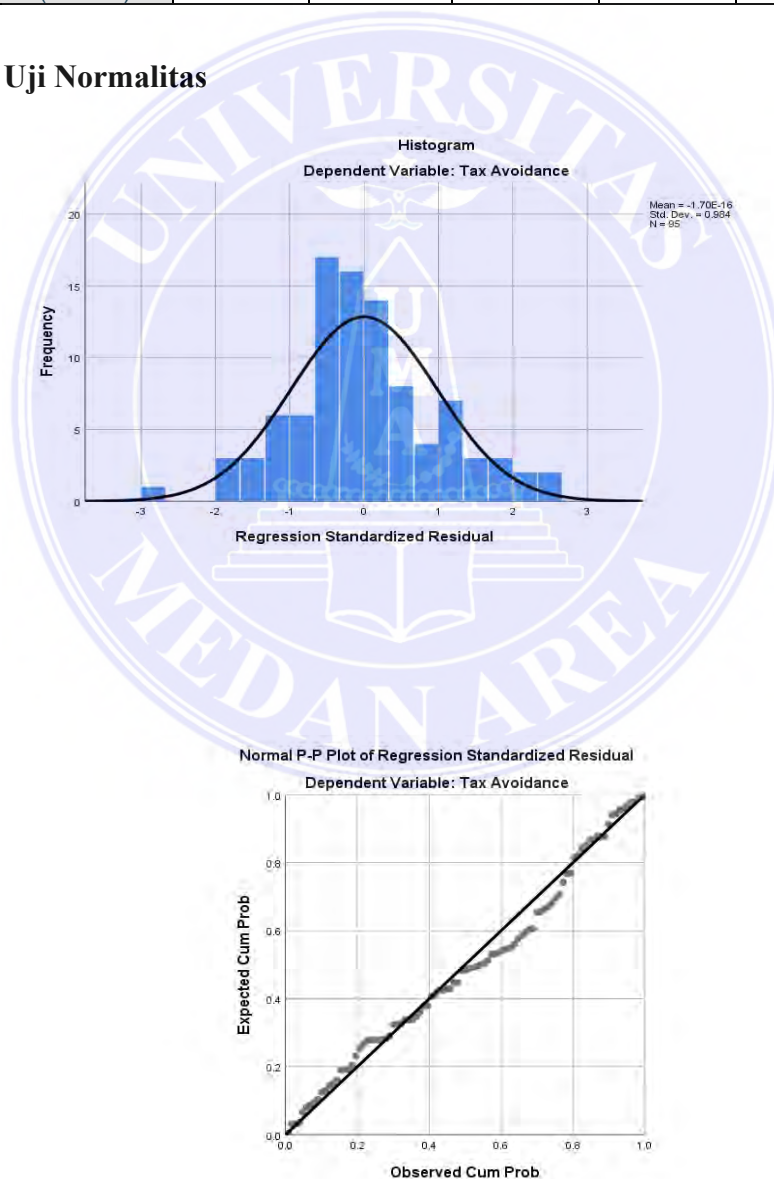 Uji Normalitas
UNIVERSITAS
Histogram
Dependent Variable: Tax Avoidance
Mean = -1.70E-16
Std. Dev. = 0.984
N = 95
20
15
10
5
0
Frequency
U
M
A
-3 -2 -1 0 1 2 3
Regression Standardized Residual
MEDAN AREA
Normal P-P Plot of Regression Standardized Residual
Dependent Variable: Tax Avoidance
1.0
0.8
0.6
0.4
0.2
0.0
Expected Cum Prob
0.0 0.2 0.4 0.6 0.8 1.0
Observed Cum Prob